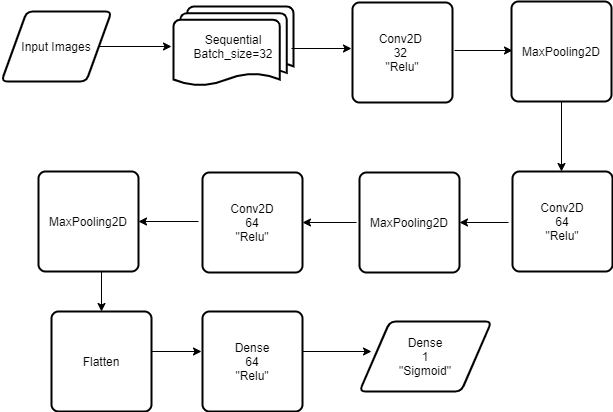 Input Images
Sequential
Batch_size=32
Conv2D
32
"Relu"
MaxPooling2D
Conv2D
64
"Relu"
MaxPooling2D
Conv2D
64
"Relu"
MaxPooling2D
Flatten
Dense
64
"Relu"
Dense
1
"Sigmoid"